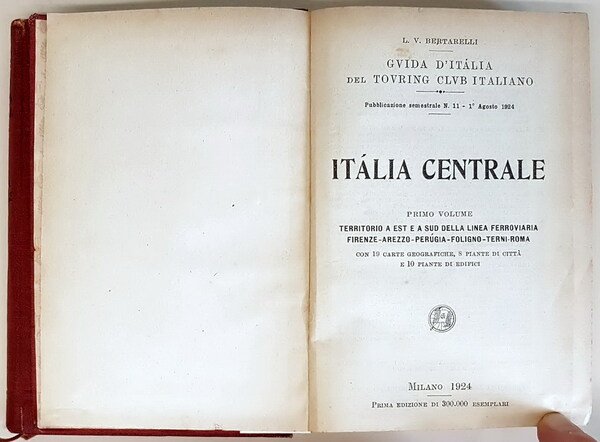 L. V. BERTARELLI
GVIDA D'ITÁLIA
DEL TOVRING CLVB ITALIANO
Pubblicazione semestrale N. 11 - 1° Agosto 1924
ITÁLIA CENTRALE
PRIMO VOLUME
TERRITORIO A EST E A SUD DELLA LINEA FERROVIARIA
FIRENZE-AREZZO-PERÚGIA-FOLIGNO-TERNI-ROMA
CON 19 CARTE GEOGRAFICHE, 8 PIANTE DI CITTÀ
E 10 PIANTE DI EDIFICI
MILANO 1924
PRIMA EDIZIONE DI 300.000 ESEMPLARI